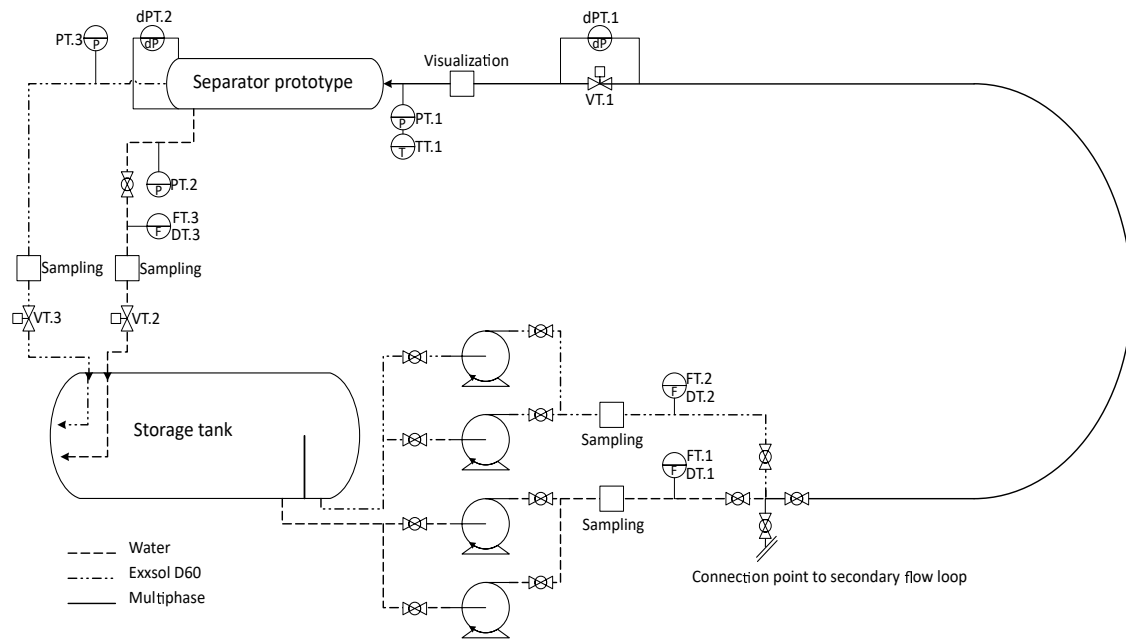 dPT.2
dP
dPT.1
dP
PT.3
P
Separator prototype
Visualization
VT.1
P
PT.1
T
TT.1
P
PT.2
FT.3
F
DT.3
Sampling
Sampling
VT.3
VT.2
Storage tank
FT.2
F
DT.2
Sampling
FT.1
F
DT.1
Sampling
Water
Exxsol D60
Multiphase
Connection point to secondary flow loop